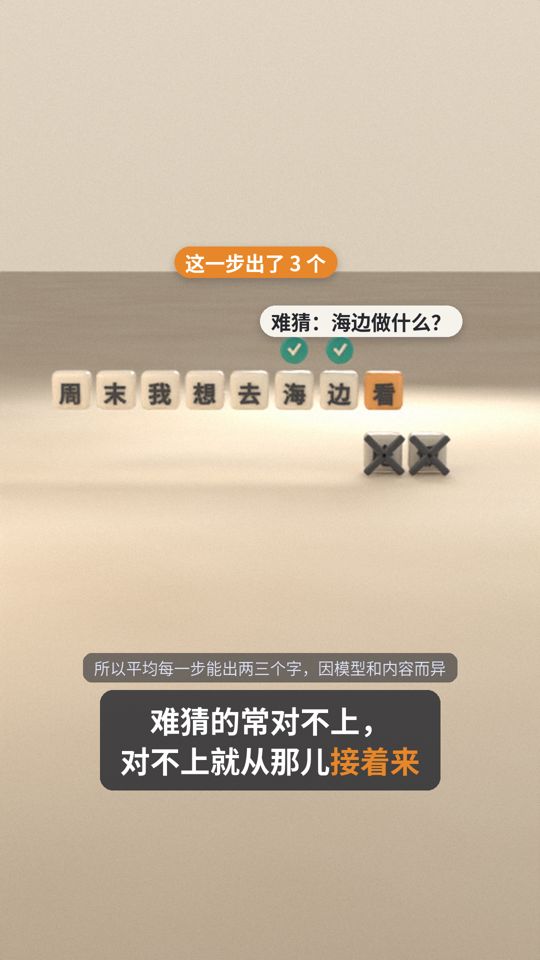 这一步出了 3 个
难猜：海边做什么？
周末我想去海边看
所以平均每一步能出两三个字，因模型和内容而异
难猜的常对不上，
对不上就从那儿接着来